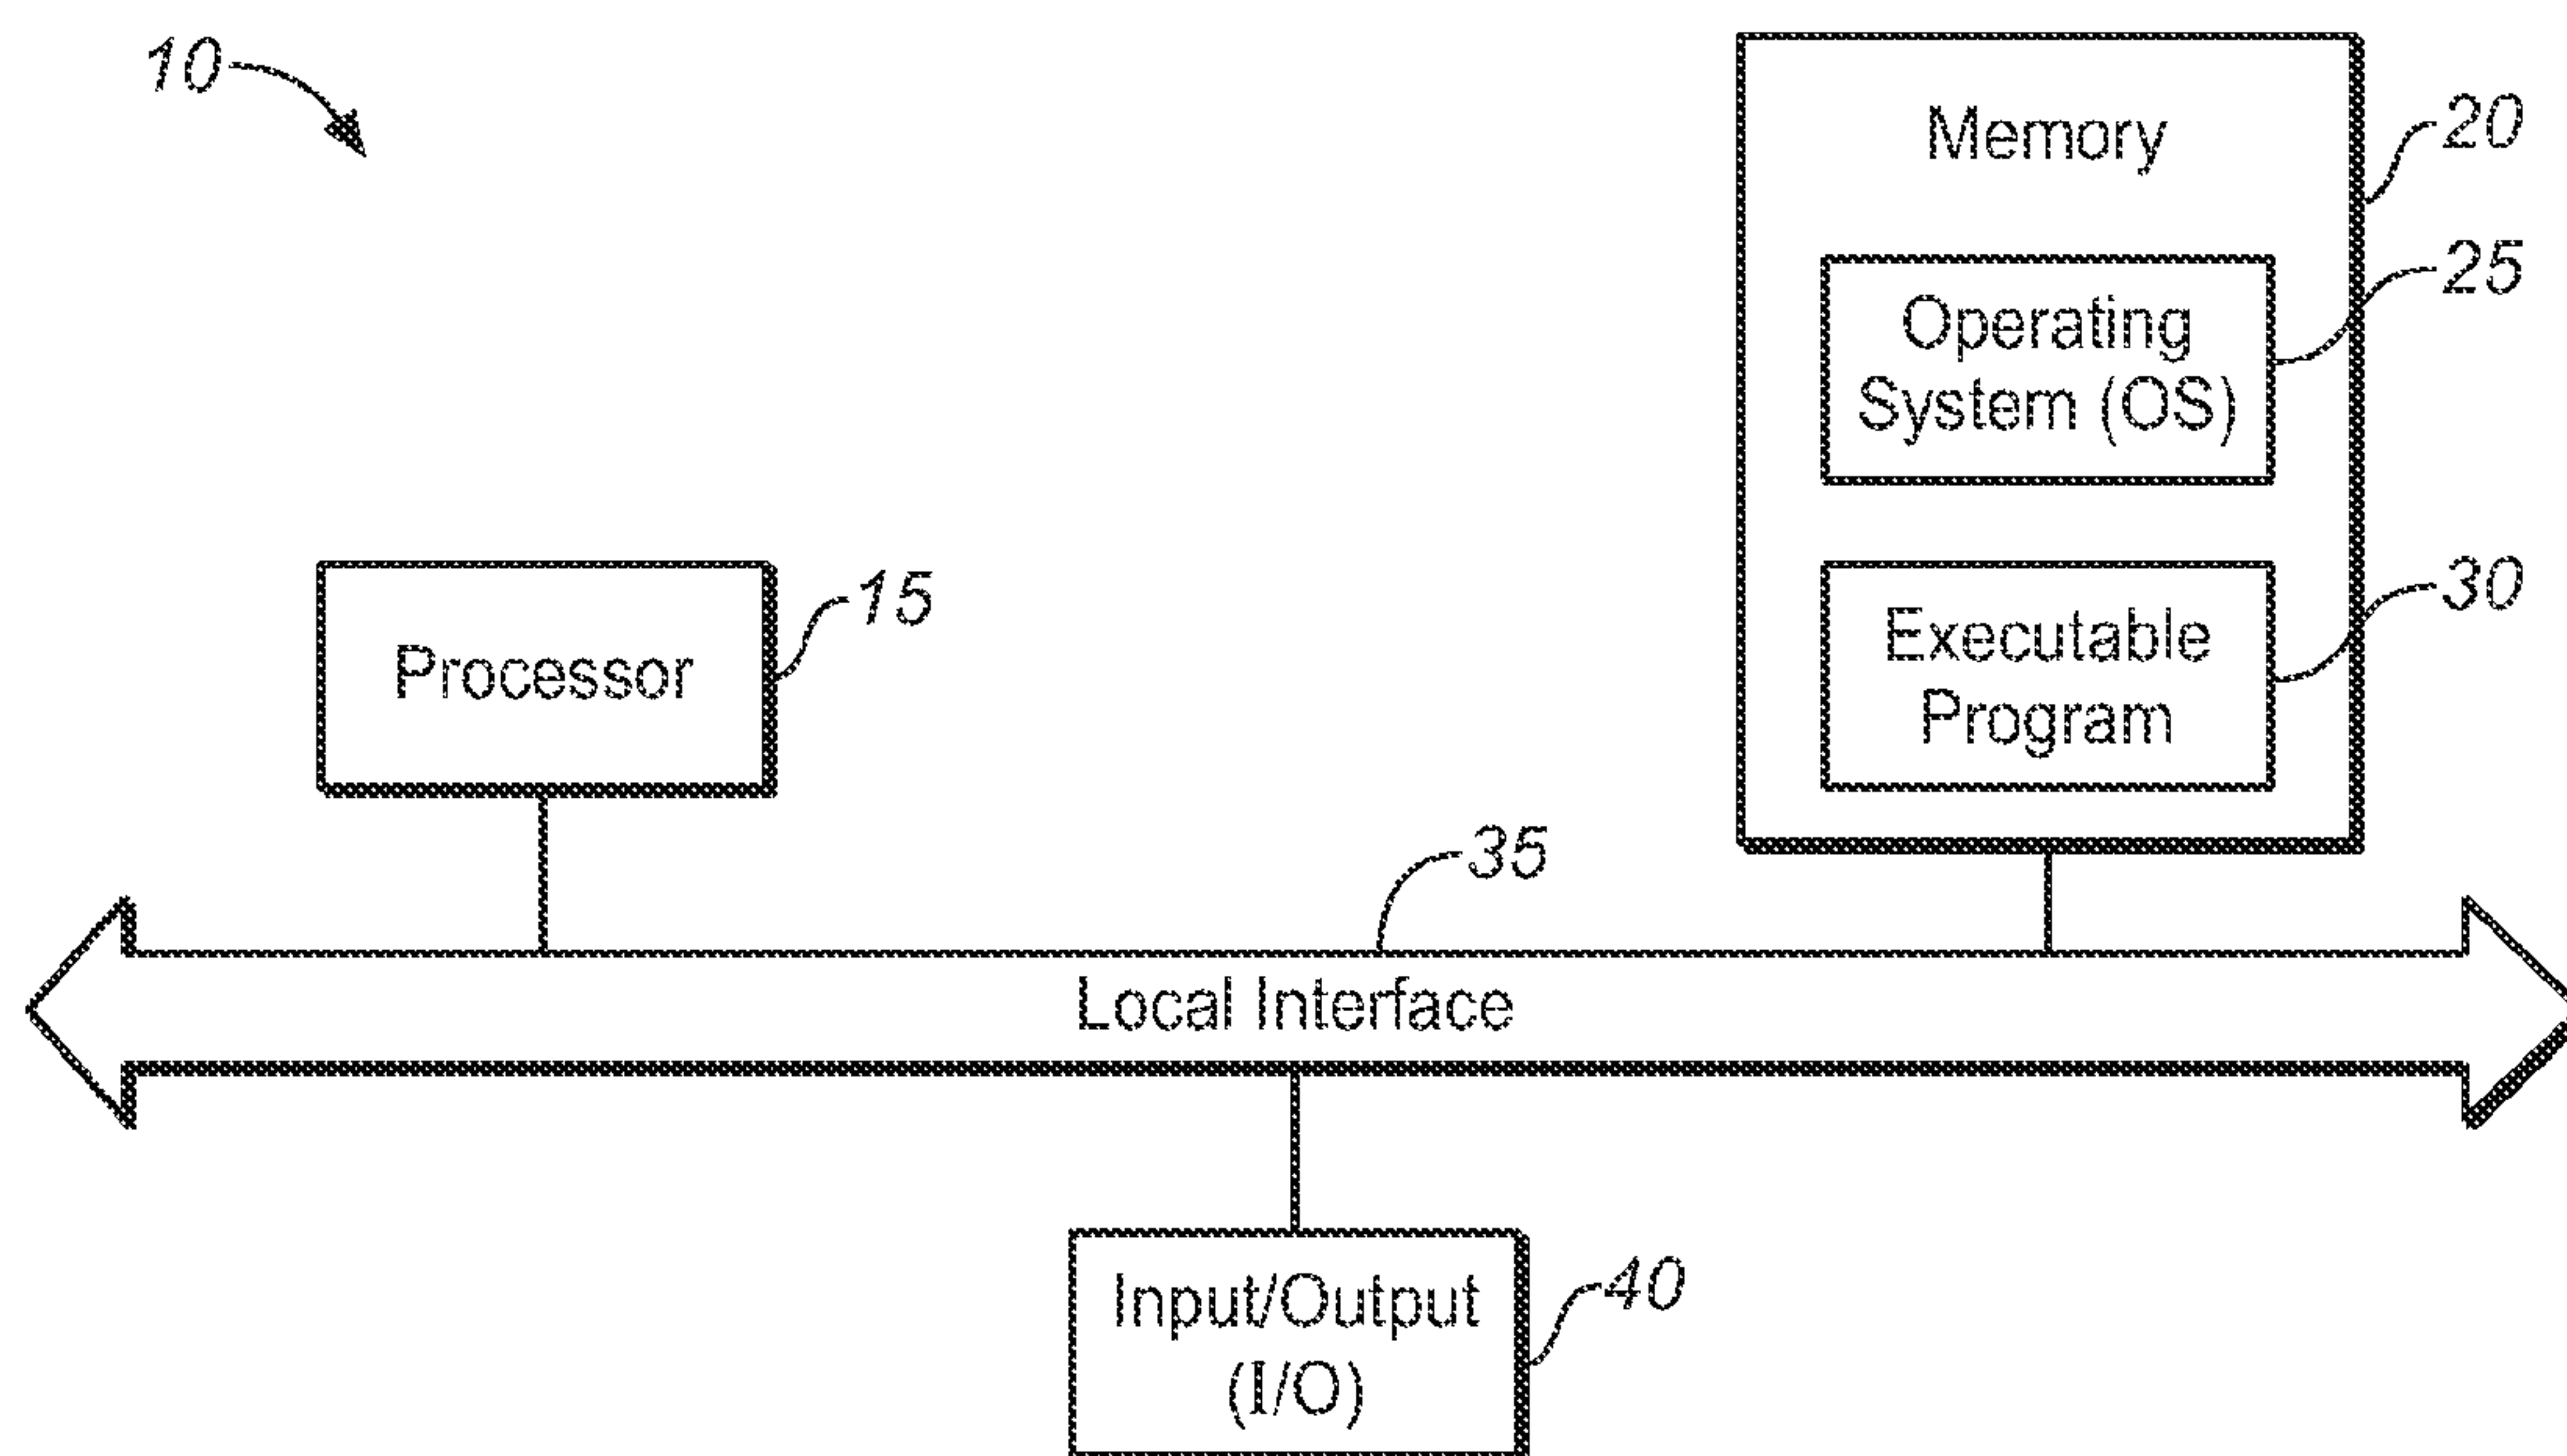 10
Memory
20
Operating
System (OS)
25
Processor
15
Executable
Program
30
35
Local Interface
Input/Output
(I/O)
40